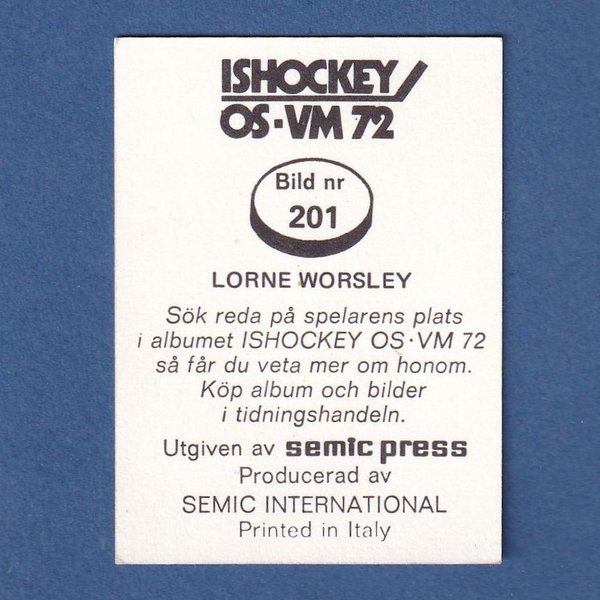 ISHOCKEY
OS·VM 72
Bild nr
201
LORNE WORSLEY
Sök reda på spelarens plats
i albumet ISHOCKEY OS·VM 72
så får du veta mer om honom.
Köp album och bilder
i tidningshandeln.
Utgiven av semic press
Producerad av
SEMIC INTERNATIONAL
Printed in Italy